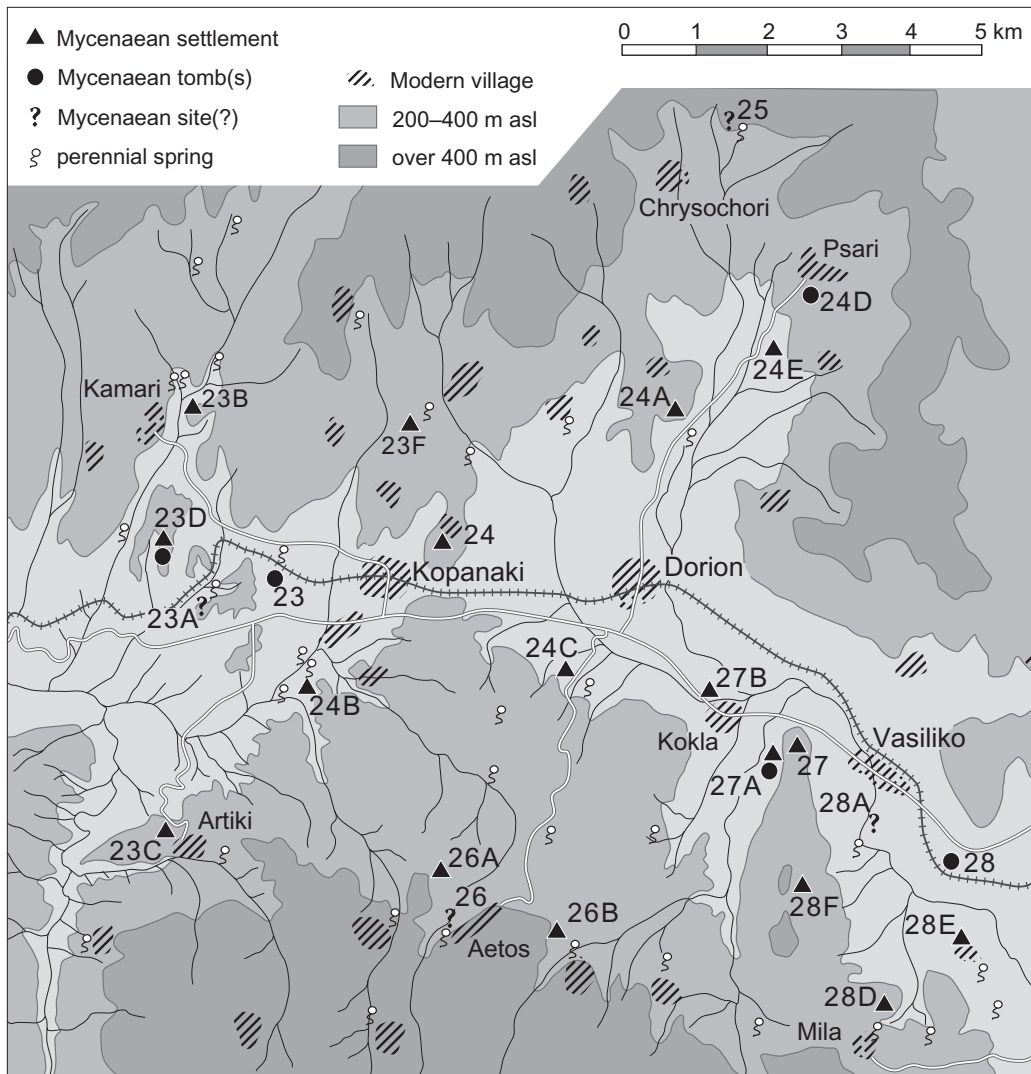 Mycenaean settlement
Mycenaean tomb(s)
Mycenaean site(?)
perennial spring
Modern village
200–400 m asl
over 400 m asl
0 1 2 3 4 5 km
? 25
Chrysochori
Psari
24D
24E
24A
Kamari
23B
23F
23D
24
Kopanaki
Dorion
23A ?
23
24C
27B
24B
Kokla
Vasiliko
27A
27
28A
?
Artiki
23C
26A
26
?
28
28F
26B
28E
Aetos
28D
Mila